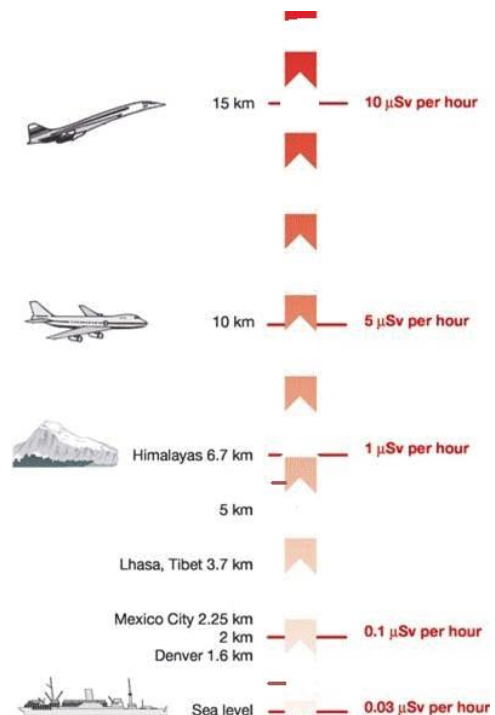 15 km
10 µSv per hour
10 km
5 µSv per hour
Himalayas 6.7 km
1 µSv per hour
5 km
Lhasa, Tibet 3.7 km
Mexico City 2.25 km
2 km
0.1 µSv per hour
Denver 1.6 km
Sea level
0.03 µSv per hour